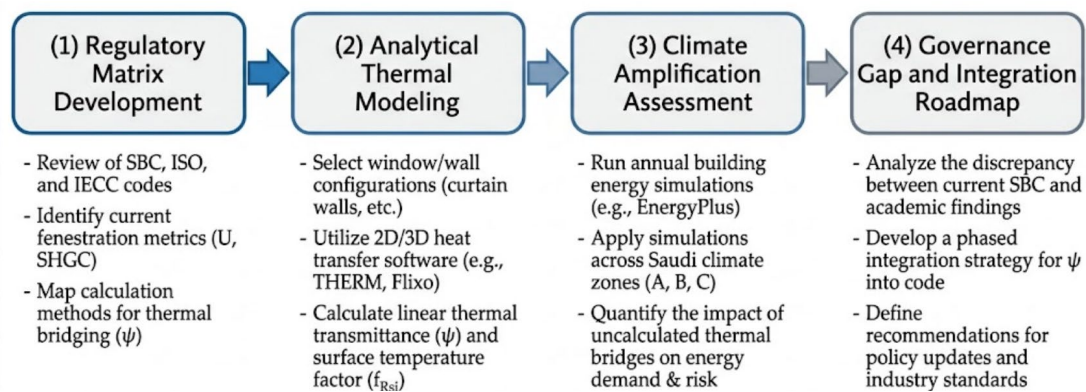 (1) Regulatory
Matrix
Development
- Review of SBC, ISO,
and IECC codes
- Identify current
fenestration metrics (U,
SHGC)
- Map calculation
methods for thermal
bridging (ψ)
(2) Analytical
Thermal
Modeling
- Select window/wall
configurations (curtain
walls, etc.)
- Utilize 2D/3D heat
transfer software (e.g.,
THERM, Flixo)
- Calculate linear thermal
transmittance (ψ) and
surface temperature
factor (f_Rsi)
(3) Climate
Amplification
Assessment
- Run annual building
energy simulations
(e.g., EnergyPlus)
- Apply simulations
across Saudi climate
zones (A, B, C)
- Quantify the impact of
uncalculated thermal
bridges on energy
demand & risk
(4) Governance
Gap and Integration
Roadmap
- Analyze the discrepancy
between current SBC and
academic findings
- Develop a phased
integration strategy for ψ
into code
- Define
recommendations for
policy updates and
industry standards